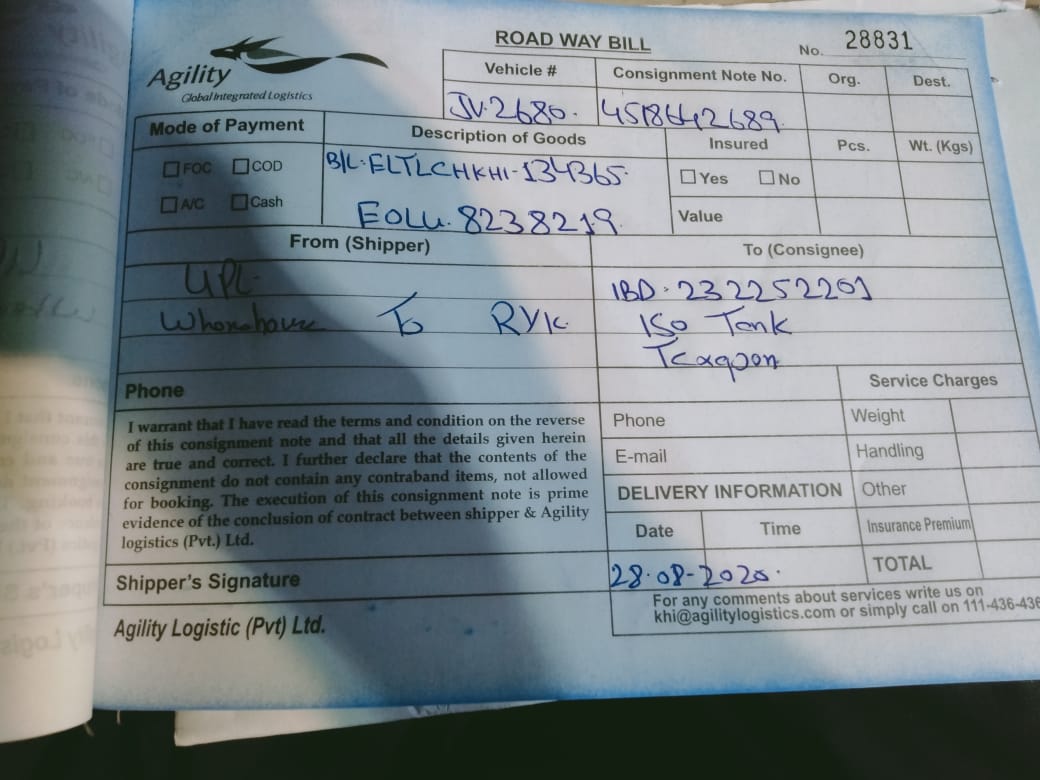 ROAD WAY BILL
No. 28831
Agility
Global Integrated Logistics
Vehicle # Consignment Note No. Org. Dest.
JV-2680. 4518642689
Mode of Payment Description of Goods Insured Pcs. Wt. (Kgs)
FOC COD B/L-ELTLCHKHI-134365 Yes No
A/C Cash EOLU. 8238219 Value
From (Shipper) To (Consignee)
UPL- IBD-232252201
To RYK ISO Tank
Phone Service Charges
I warrant that I have read the terms and condition on the reverse
of this consignment note and that all the details given herein
are true and correct. I further declare that the contents of the
consignment do not contain any contraband items, not allowed
for booking. The execution of this consignment note is prime
evidence of the conclusion of contract between shipper & Agility
logistics (Pvt.) Ltd.
Phone Weight
E-mail Handling
DELIVERY INFORMATION Other
Date Time Insurance Premium
28-08-2020. TOTAL
Shipper's Signature
For any comments about services write us on
khi@agilitylogistics.com or simply call on 111-436-436
Agility Logistic (Pvt) Ltd.